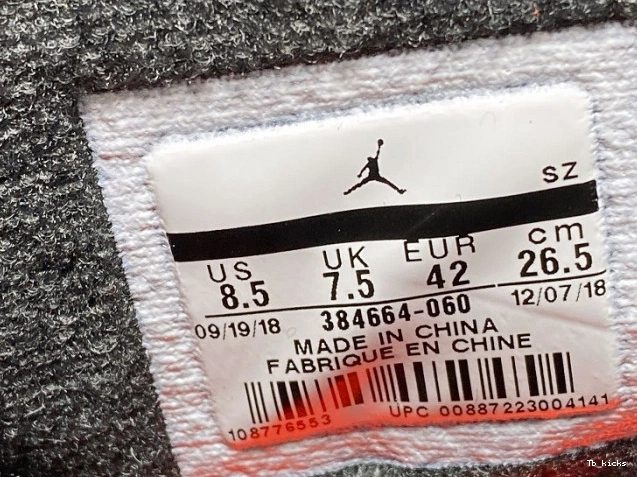 SZ
US UK EUR cm
8.5 7.5 42 26.5
09/19/18 384664-060 12/07/18
MADE IN CHINA
FABRIQUE EN CHINE
108776553 UPC 00887223004141
Tb_kicks